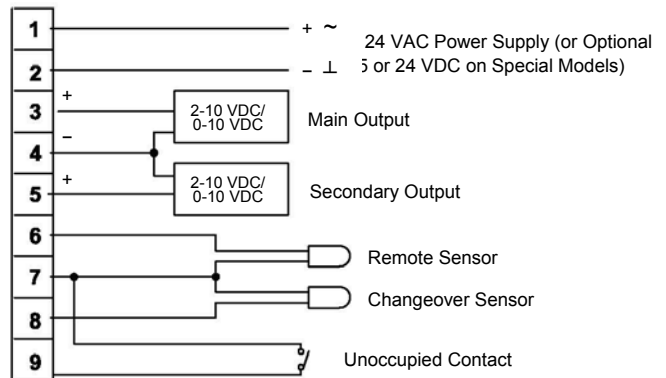 1 + ~
24 VAC Power Supply (or Optional
2 – ⊥ 5 or 24 VDC on Special Models)
+
3 2-10 VDC/
0-10 VDC Main Output
–
4
+
5 2-10 VDC/
0-10 VDC Secondary Output
6
Remote Sensor
7
Changeover Sensor
8
9 Unoccupied Contact